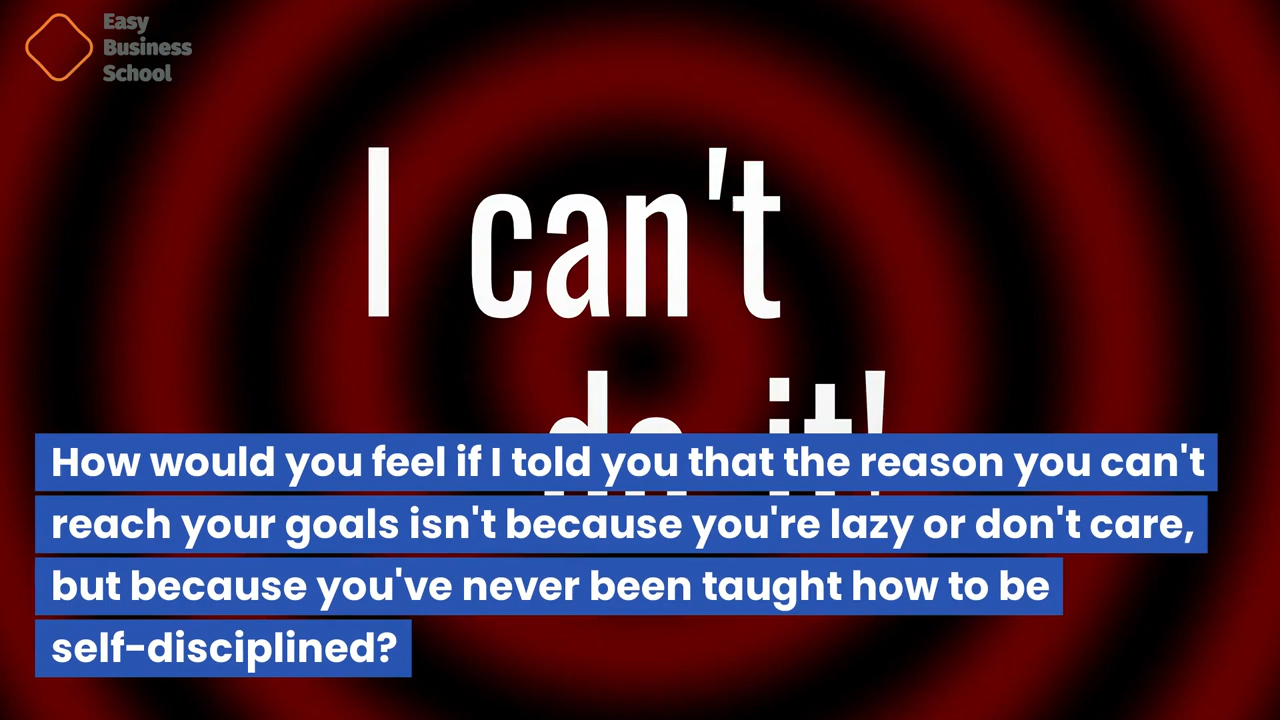 Easy
Business
School
I can't
do it!
How would you feel if I told you that the reason you can't
reach your goals isn't because you're lazy or don't care,
but because you've never been taught how to be
self-disciplined?